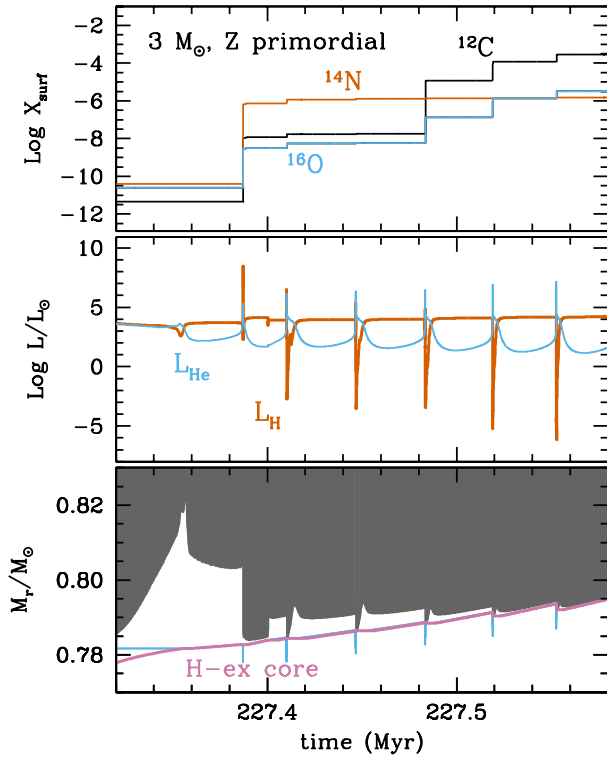 3 M⊙, Z primordial
¹²C
¹⁴N
¹⁶O
Log X_surf
−2
−4
−6
−8
−10
−12
L_He
L_H
Log L/L⊙
10
5
0
−5
H-ex core
M_r/M⊙
0.82
0.80
0.78
227.4 227.5
time (Myr)